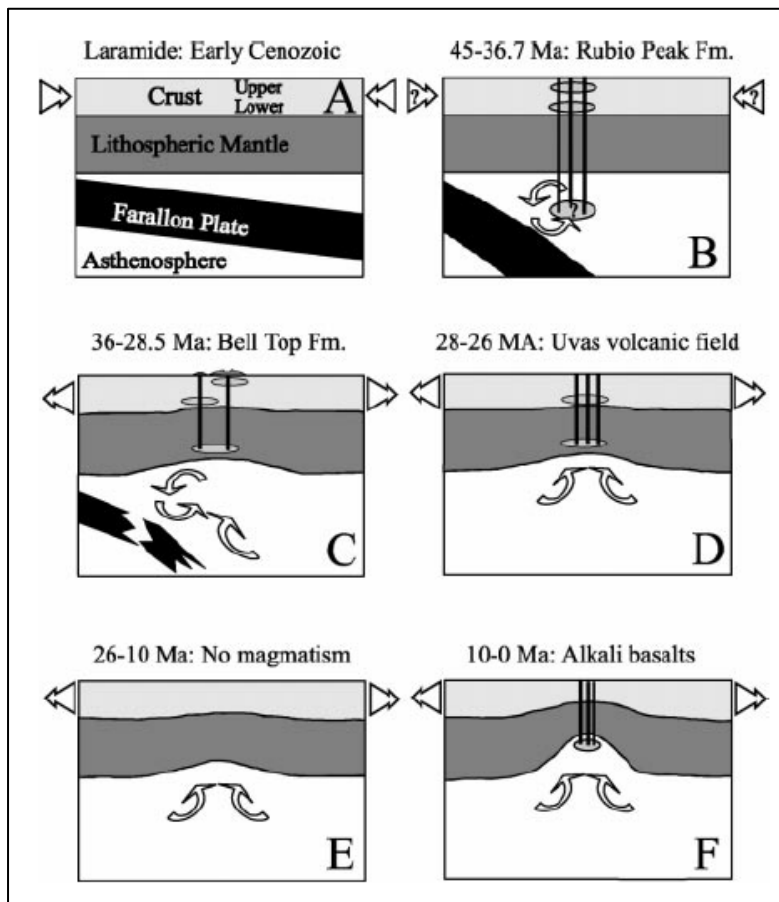 Laramide: Early Cenozoic
Crust
Upper
Lower
A
Lithospheric Mantle
Farallon Plate
Asthenosphere
45-36.7 Ma: Rubio Peak Fm.
?
?
?
B
36-28.5 Ma: Bell Top Fm.
C
28-26 MA: Uvas volcanic field
D
26-10 Ma: No magmatism
E
10-0 Ma: Alkali basalts
F